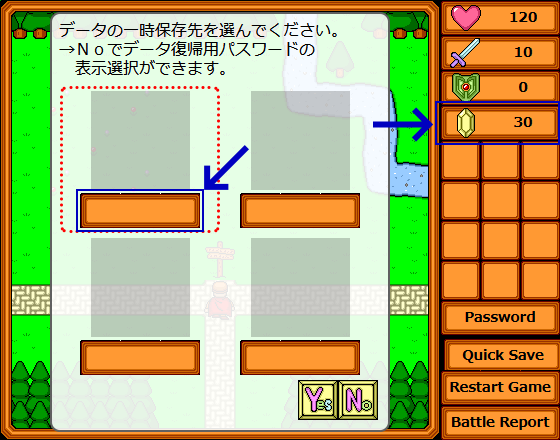 データの一時保存先を選んでください。
→Ｎｏでデータ復帰用パスワードの
表示選択ができます。
120
10
0
30
Password
Quick Save
Restart Game
Battle Report
Yes
No